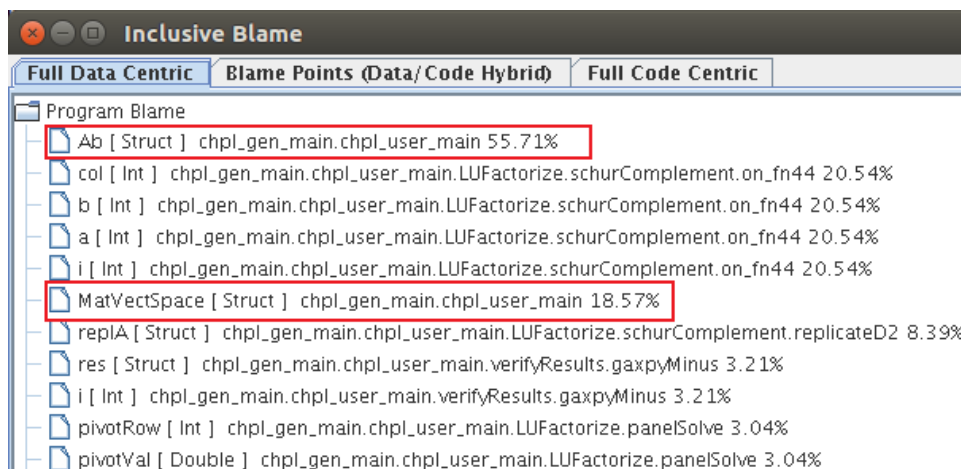 Inclusive Blame
Full Data Centric Blame Points (Data/Code Hybrid) Full Code Centric
Program Blame
Ab [ Struct ] chpl_gen_main.chpl_user_main 55.71%
col [ Int ] chpl_gen_main.chpl_user_main.LUFactorize.schurComplement.on_fn44 20.54%
b [ Int ] chpl_gen_main.chpl_user_main.LUFactorize.schurComplement.on_fn44 20.54%
a [ Int ] chpl_gen_main.chpl_user_main.LUFactorize.schurComplement.on_fn44 20.54%
i [ Int ] chpl_gen_main.chpl_user_main.LUFactorize.schurComplement.on_fn44 20.54%
MatVectSpace [ Struct ] chpl_gen_main.chpl_user_main 18.57%
replA [ Struct ] chpl_gen_main.chpl_user_main.LUFactorize.schurComplement.replicateD2 8.39%
res [ Struct ] chpl_gen_main.chpl_user_main.verifyResults.gaxpyMinus 3.21%
i [ Int ] chpl_gen_main.chpl_user_main.verifyResults.gaxpyMinus 3.21%
pivotRow [ Int ] chpl_gen_main.chpl_user_main.LUFactorize.panelSolve 3.04%
pivotVal [ Double ] chpl_gen_main.chpl_user_main.LUFactorize.panelSolve 3.04%